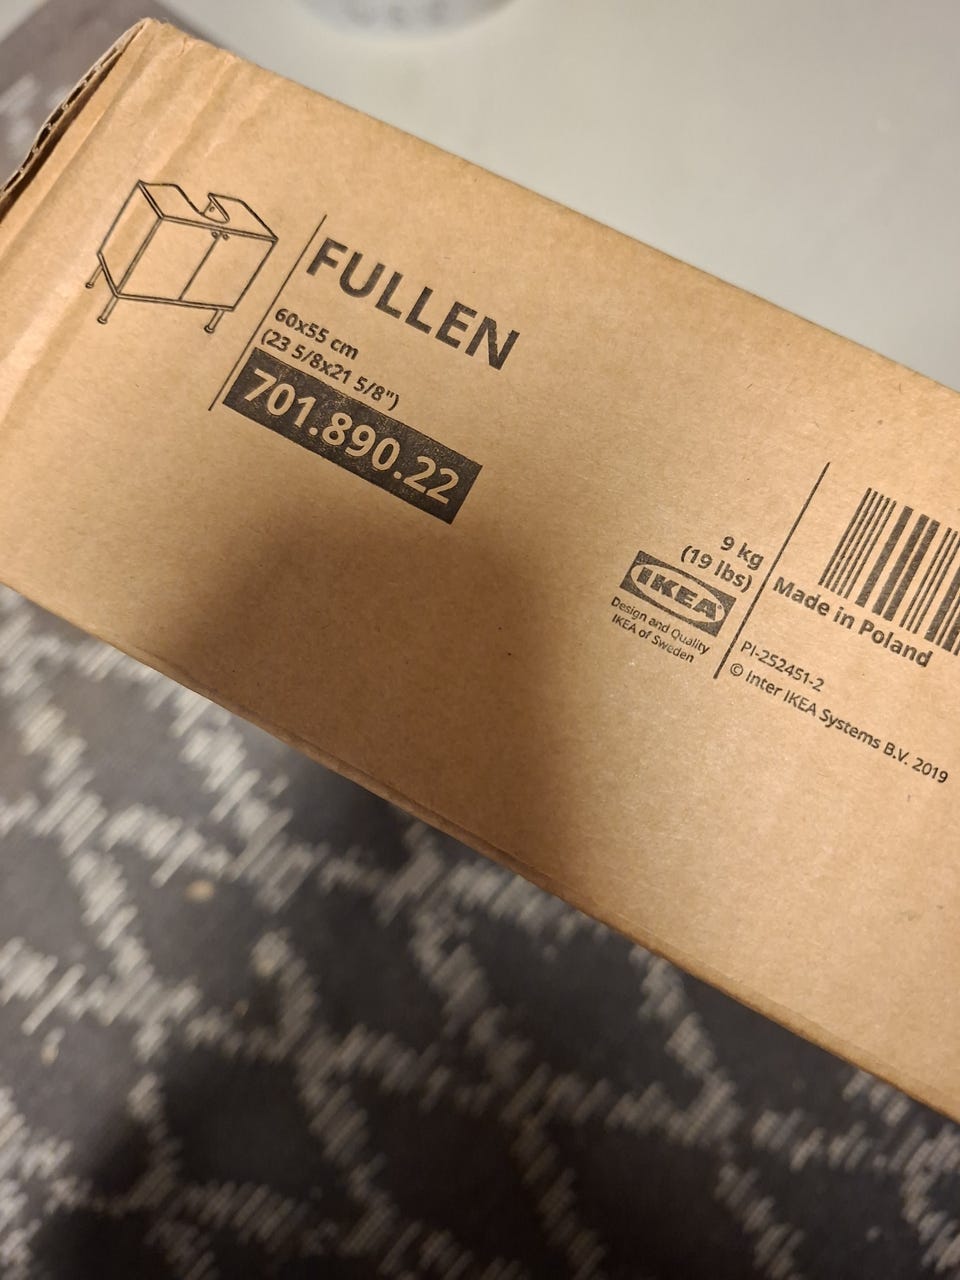 FULLEN
60x55 cm
(23 5/8x21 5/8")
701.890.22
9 kg
(19 lbs)
IKEA
Design and Quality
IKEA of Sweden
Made in Poland
PI-252451-2
© Inter IKEA Systems B.V. 2019